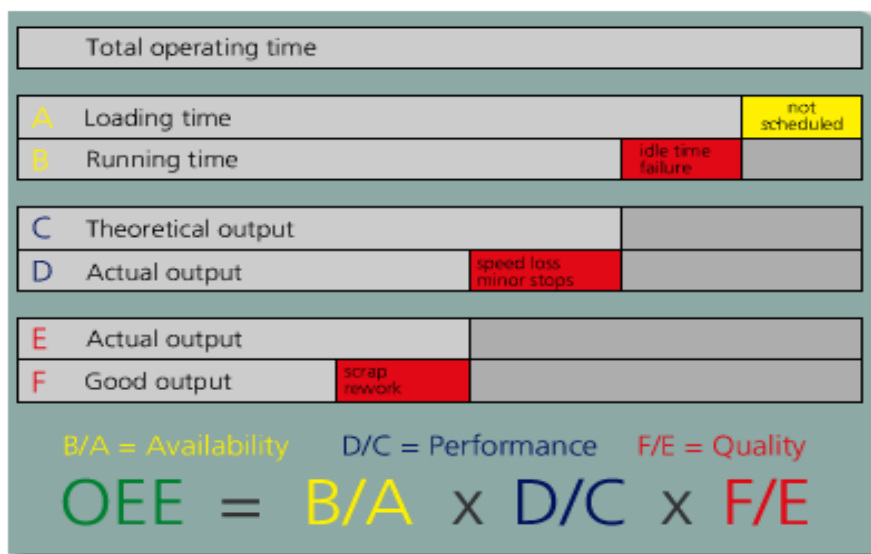 Total operating time
A Loading time not scheduled
B Running time idle time failure
C Theoretical output
D Actual output speed loss minor stops
E Actual output
F Good output scrap rework
B/A = Availability D/C = Performance F/E = Quality
OEE = B/A x D/C x F/E